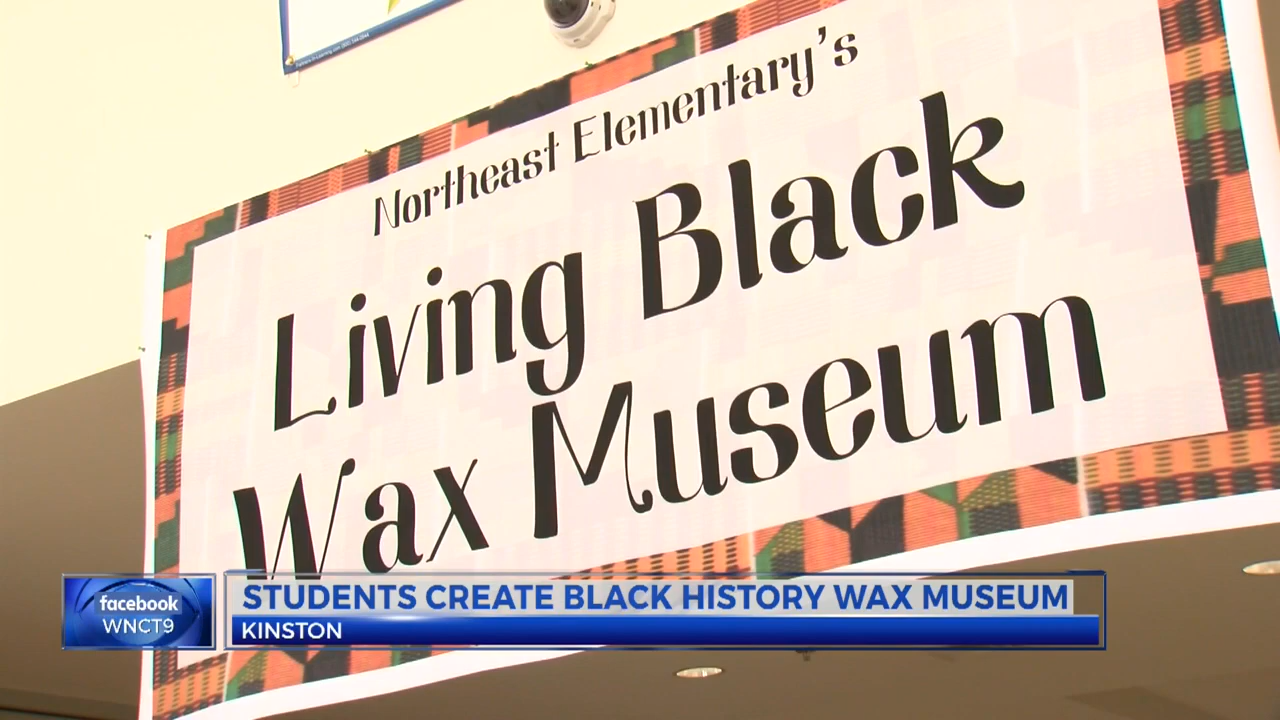 Northeast Elementary's
Living Black
Wax Museum
facebook
WNCT9
STUDENTS CREATE BLACK HISTORY WAX MUSEUM
KINSTON